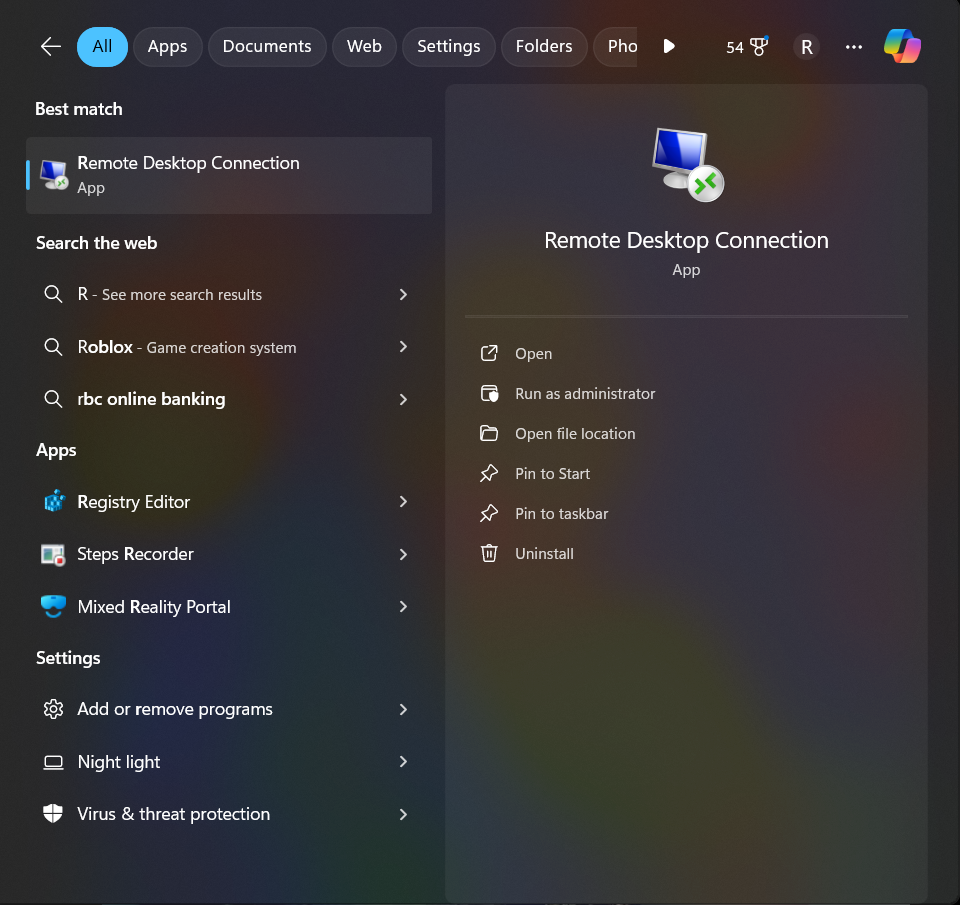 All Apps Documents Web Settings Folders Pho 54 R
Best match
Remote Desktop Connection
App
Search the web
R - See more search results
Roblox - Game creation system
rbc online banking
Apps
Registry Editor
Steps Recorder
Mixed Reality Portal
Settings
Add or remove programs
Night light
Virus & threat protection
Remote Desktop Connection
App
Open
Run as administrator
Open file location
Pin to Start
Pin to taskbar
Uninstall